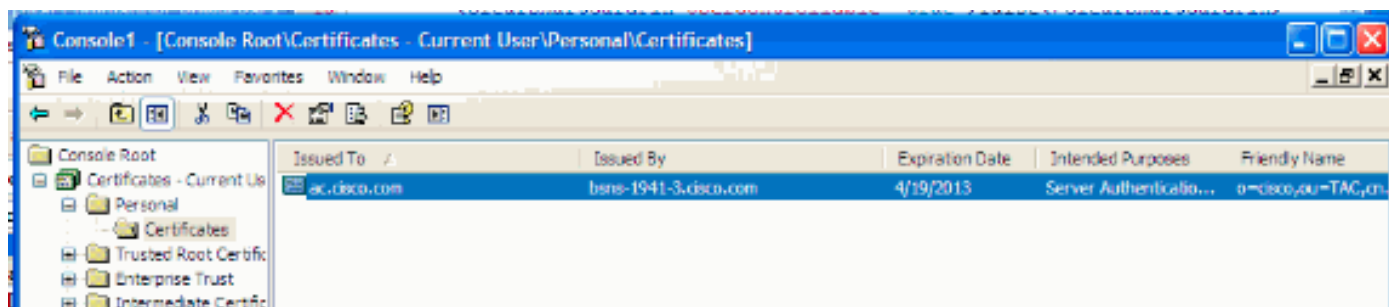 Console1 - [Console Root\Certificates - Current User\Personal\Certificates]
File Action View Favorites Window Help
Console Root
Certificates - Current Us
Personal
Certificates
Trusted Root Certific
Enterprise Trust
Intermediate Certific
Issued To Issued By Expiration Date Intended Purposes Friendly Name
ac.cisco.com bsns-1941-3.cisco.com 4/19/2013 Server Authenticatio... o=cisco,ou=TAC,cn.